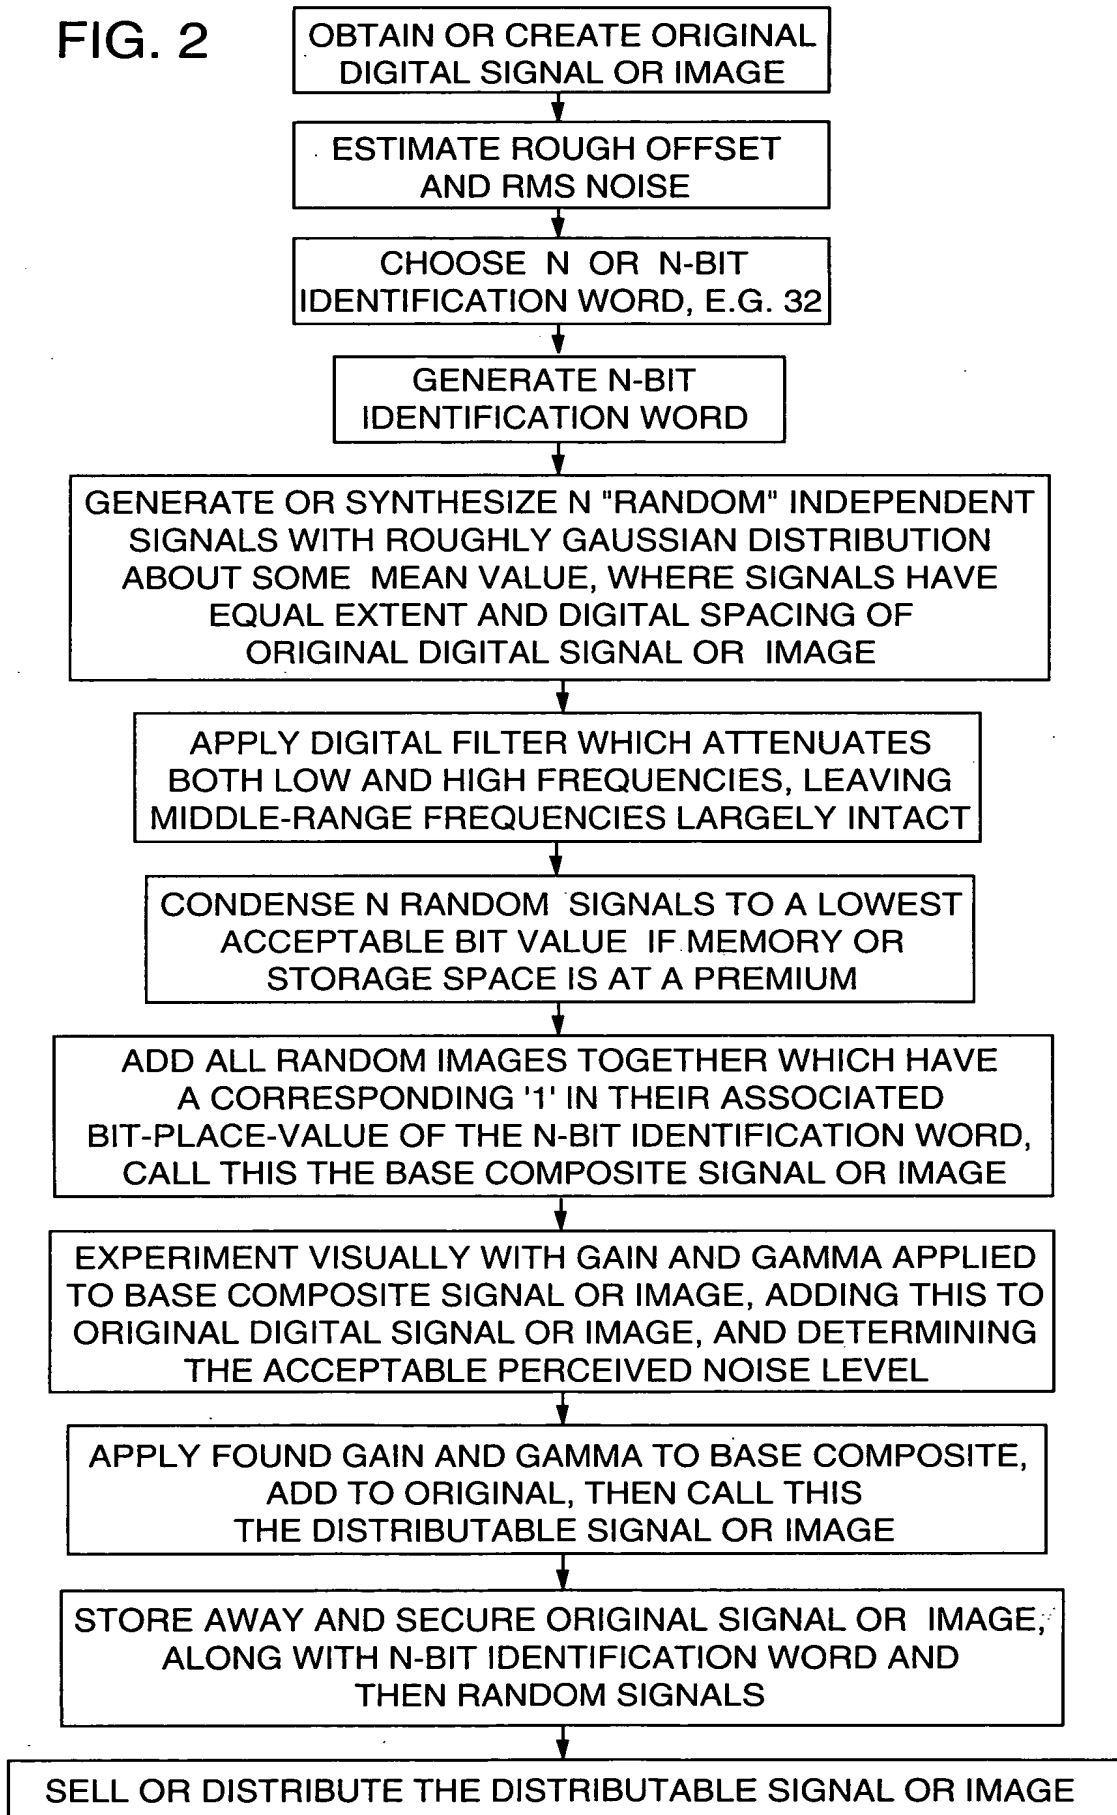 FIG. 2
OBTAIN OR CREATE ORIGINAL
DIGITAL SIGNAL OR IMAGE
ESTIMATE ROUGH OFFSET
AND RMS NOISE
CHOOSE N OR N-BIT
IDENTIFICATION WORD, E.G. 32
GENERATE N-BIT
IDENTIFICATION WORD
GENERATE OR SYNTHESIZE N "RANDOM" INDEPENDENT
SIGNALS WITH ROUGHLY GAUSSIAN DISTRIBUTION
ABOUT SOME MEAN VALUE, WHERE SIGNALS HAVE
EQUAL EXTENT AND DIGITAL SPACING OF
ORIGINAL DIGITAL SIGNAL OR IMAGE
APPLY DIGITAL FILTER WHICH ATTENUATES
BOTH LOW AND HIGH FREQUENCIES, LEAVING
MIDDLE-RANGE FREQUENCIES LARGELY INTACT
CONDENSE N RANDOM SIGNALS TO A LOWEST
ACCEPTABLE BIT VALUE IF MEMORY OR
STORAGE SPACE IS AT A PREMIUM
ADD ALL RANDOM IMAGES TOGETHER WHICH HAVE
A CORRESPONDING '1' IN THEIR ASSOCIATED
BIT-PLACE-VALUE OF THE N-BIT IDENTIFICATION WORD,
CALL THIS THE BASE COMPOSITE SIGNAL OR IMAGE
EXPERIMENT VISUALLY WITH GAIN AND GAMMA APPLIED
TO BASE COMPOSITE SIGNAL OR IMAGE, ADDING THIS TO
ORIGINAL DIGITAL SIGNAL OR IMAGE, AND DETERMINING
THE ACCEPTABLE PERCEIVED NOISE LEVEL
APPLY FOUND GAIN AND GAMMA TO BASE COMPOSITE,
ADD TO ORIGINAL, THEN CALL THIS
THE DISTRIBUTABLE SIGNAL OR IMAGE
STORE AWAY AND SECURE ORIGINAL SIGNAL OR IMAGE,
ALONG WITH N-BIT IDENTIFICATION WORD AND
THEN RANDOM SIGNALS
SELL OR DISTRIBUTE THE DISTRIBUTABLE SIGNAL OR IMAGE